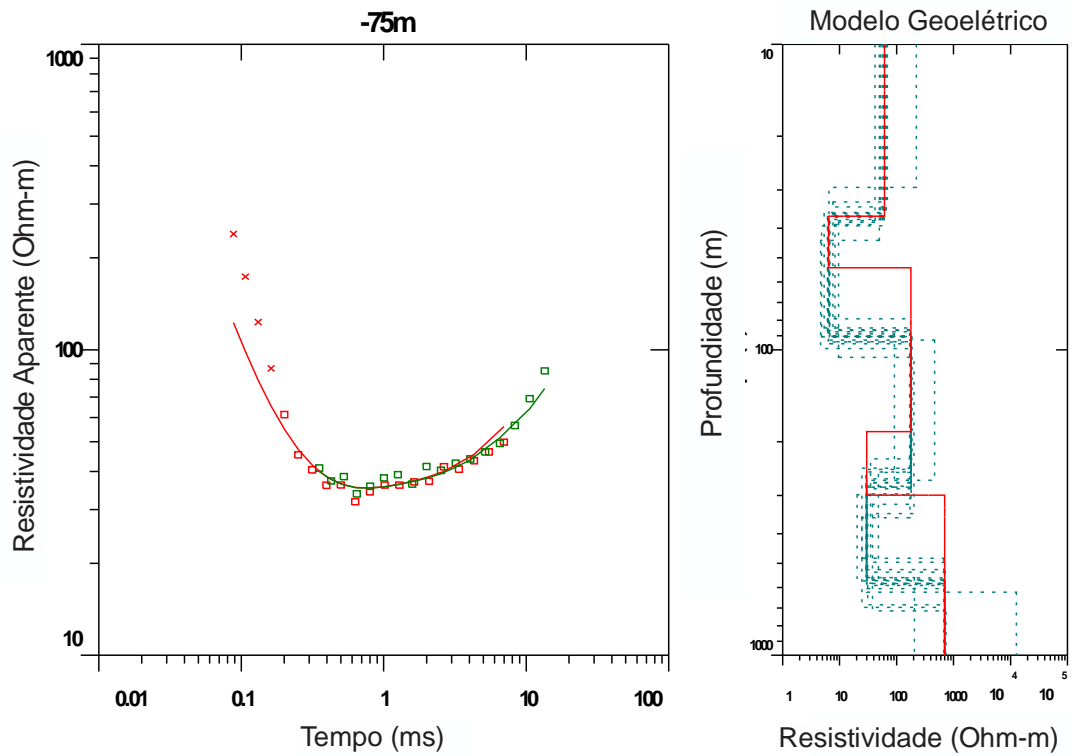 -75m
1000
100
10
Resistividade Aparente (Ohm-m)
0.01
0.1
1
10
100
Tempo (ms)
Modelo Geoelétrico
10
100
1000
Profundidade (m)
1
10
100
1000
10 4
10 5
Resistividade (Ohm-m)